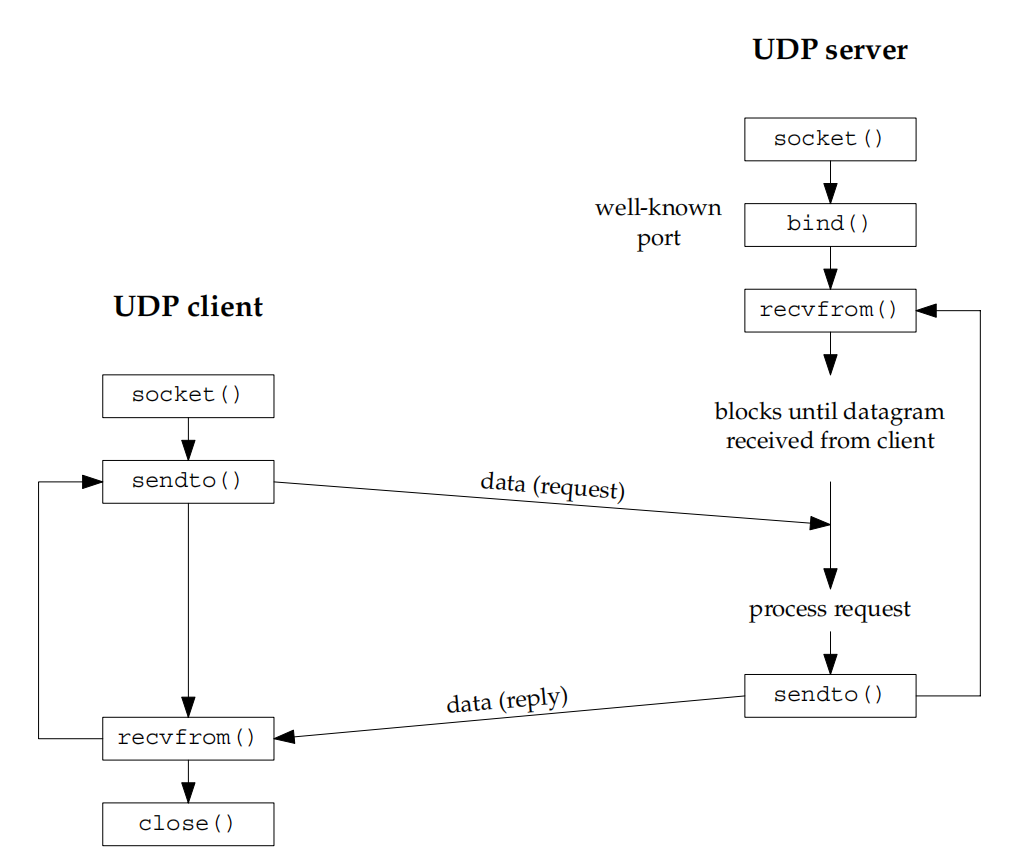 UDP server
socket()
well-known
port
bind()
recvfrom()
blocks until datagram
received from client
UDP client
socket()
sendto()
data (request)
process request
sendto()
data (reply)
recvfrom()
close()